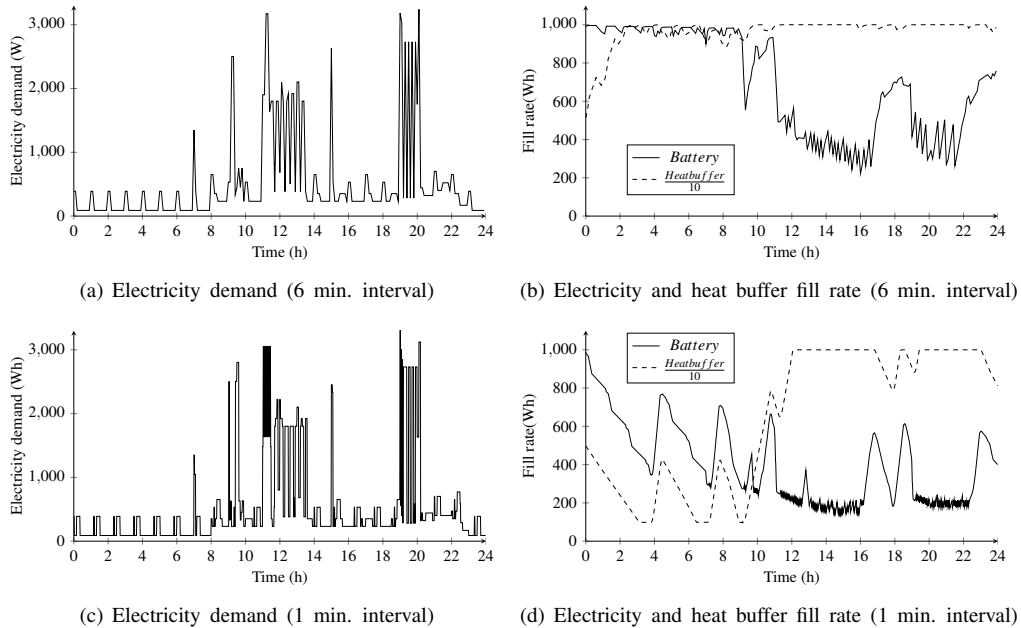 3,000
2,000
1,000
0
Electricity demand (W)
0 2 4 6 8 10 12 14 16 18 20 22 24
Time (h)
(a) Electricity demand (6 min. interval)
1,000
800
600
400
200
0
Fill rate(Wh)
Battery
Heatbuffer
10
0 2 4 6 8 10 12 14 16 18 20 22 24
Time (h)
(b) Electricity and heat buffer fill rate (6 min. interval)
3,000
2,000
1,000
0
Electricity demand (Wh)
0 2 4 6 8 10 12 14 16 18 20 22 24
Time (h)
(c) Electricity demand (1 min. interval)
1,000
800
600
400
200
0
Fill rate(Wh)
Battery
Heatbuffer
10
0 2 4 6 8 10 12 14 16 18 20 22 24
Time (h)
(d) Electricity and heat buffer fill rate (1 min. interval)